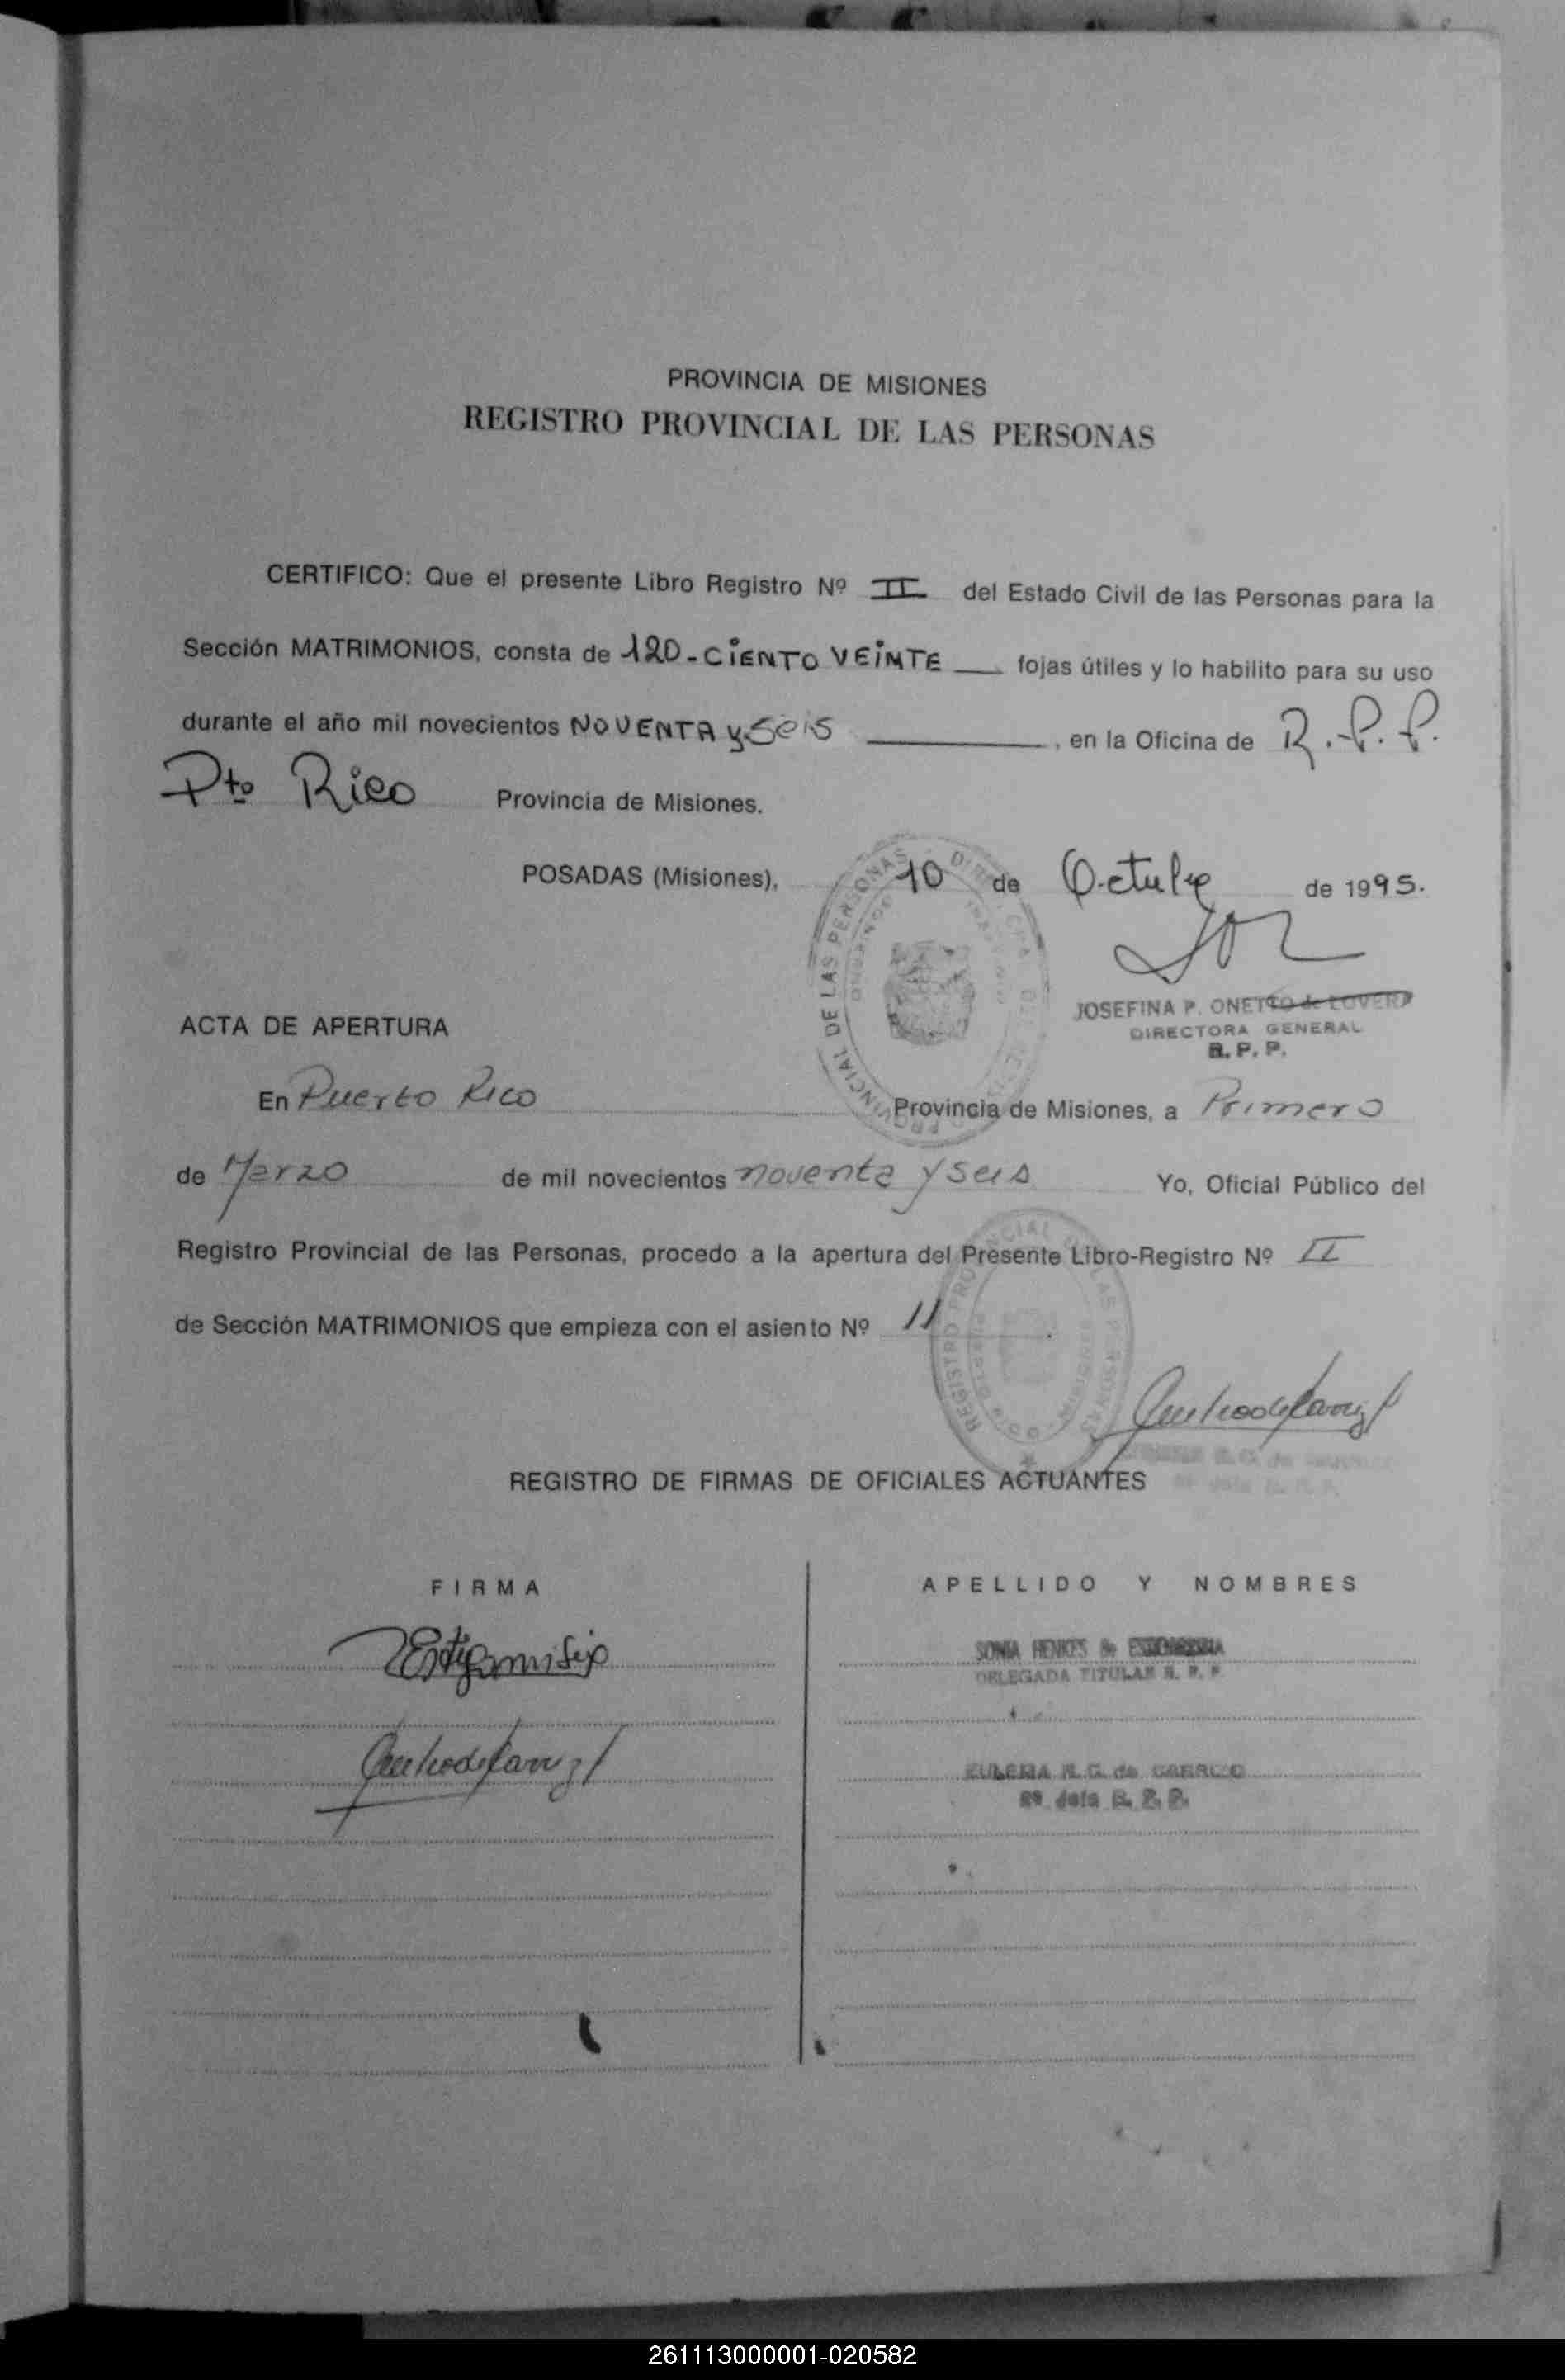 PROVINCIA DE MISIONES
REGISTRO PROVINCIAL DE LAS PERSONAS
CERTIFICO: Que el presente Libro Registro Nº II del Estado Civil de las Personas para la
Sección MATRIMONIOS, consta de 120-CiENTO VEiNTE fojas útiles y lo habilito para su uso
durante el año mil novecientos NOVENTA y SeiS, en la Oficina de R.P.P.
Pto Rico Provincia de Misiones.
POSADAS (Misiones), 10 de Octubre de 1995.
JOSEFINA P. ONETTO de LOVERA
DIRECTORA GENERAL
R. P. P.
ACTA DE APERTURA
En Puerto Rico Provincia de Misiones, a Primero
de Marzo de mil novecientos noventa y seis Yo, Oficial Público del
Registro Provincial de las Personas, procedo a la apertura del Presente Libro-Registro Nº II
de Sección MATRIMONIOS que empieza con el asiento Nº 11.
REGISTRO DE FIRMAS DE OFICIALES ACTUANTES
FIRMA APELLIDO Y NOMBRES
SONIA HENKES de
DELEGADA TITULAR R. P. P.
R. G. de
R. P. P.
261113000001-020582